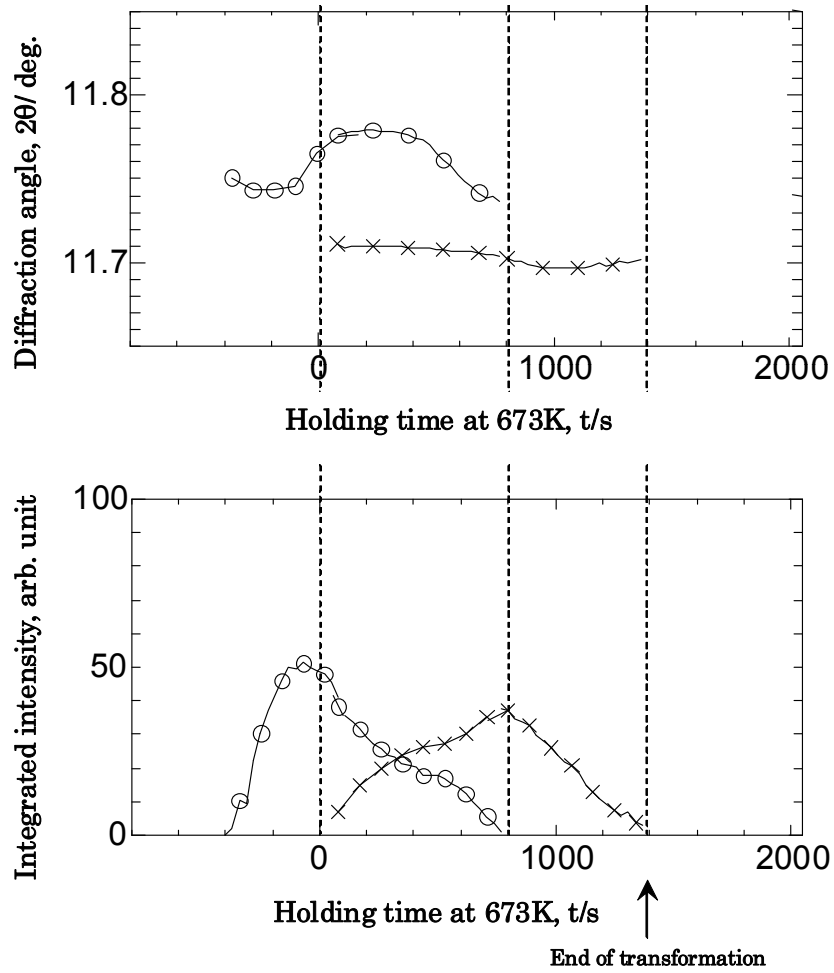 Diffraction angle, 2θ/ deg.
11.8
11.7
0
1000
2000
Holding time at 673K, t/s
Integrated intensity, arb. unit
100
50
0
0
1000
2000
Holding time at 673K, t/s
End of transformation